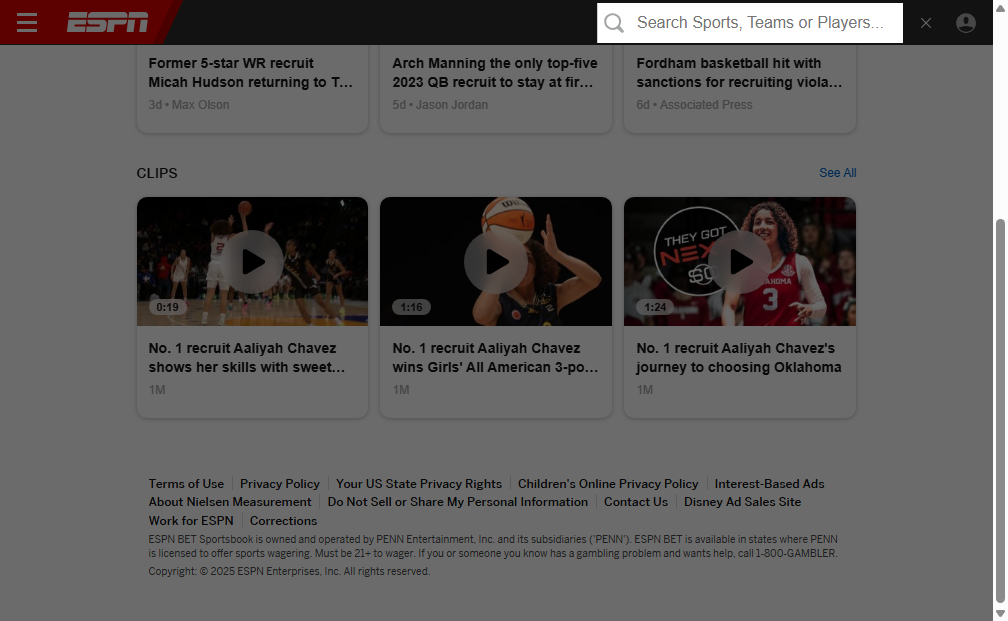 ESPN
Search Sports, Teams or Players...
Former 5-star WR recruit
Micah Hudson returning to T...
3d • Max Olson
Arch Manning the only top-five
2023 QB recruit to stay at fir...
5d • Jason Jordan
Fordham basketball hit with
sanctions for recruiting viola...
6d • Associated Press
CLIPS
See All
0:19
No. 1 recruit Aaliyah Chavez
shows her skills with sweet...
1M
1:16
No. 1 recruit Aaliyah Chavez
wins Girls' All American 3-po...
1M
THEY GOT
NEXT
SC
OKLAHOMA
3
1:24
No. 1 recruit Aaliyah Chavez's
journey to choosing Oklahoma
1M
Terms of Use Privacy Policy Your US State Privacy Rights Children's Online Privacy Policy Interest-Based Ads
About Nielsen Measurement Do Not Sell or Share My Personal Information Contact Us Disney Ad Sales Site
Work for ESPN Corrections
ESPN BET Sportsbook is owned and operated by PENN Entertainment, Inc. and its subsidiaries ('PENN'). ESPN BET is available in states where PENN
is licensed to offer sports wagering. Must be 21+ to wager. If you or someone you know has a gambling problem and wants help, call 1-800-GAMBLER.
Copyright: © 2025 ESPN Enterprises, Inc. All rights reserved.